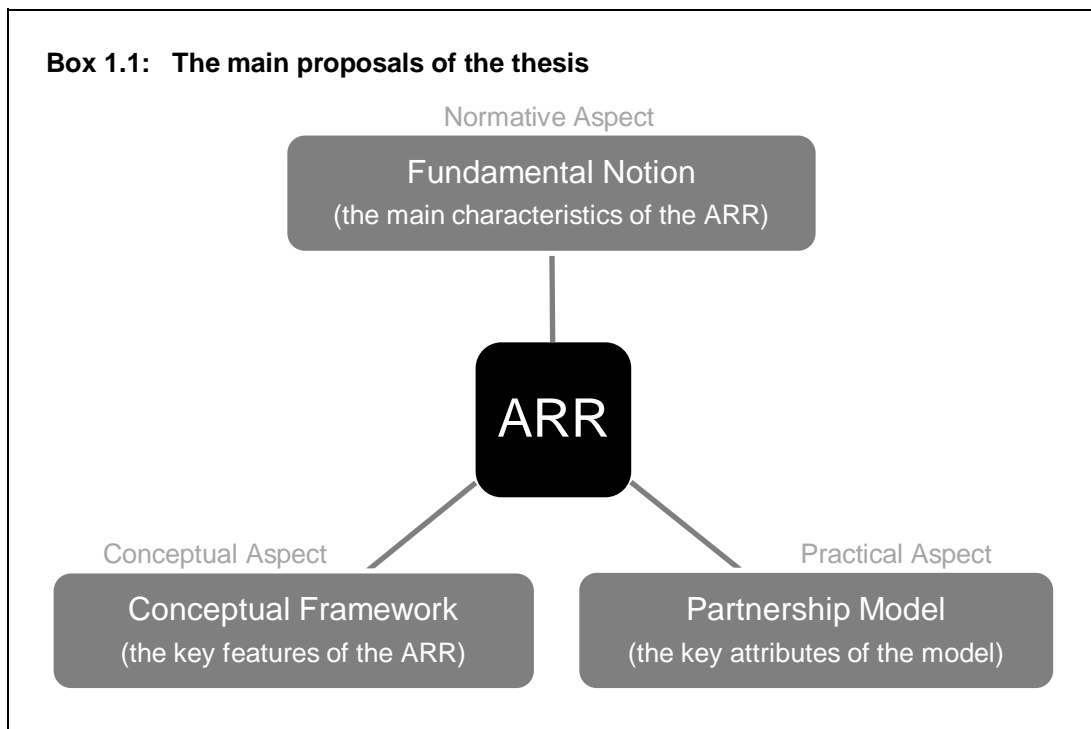 Box 1.1: The main proposals of the thesis
Normative Aspect
Fundamental Notion
(the main characteristics of the ARR)
ARR
Conceptual Aspect
Conceptual Framework
(the key features of the ARR)
Practical Aspect
Partnership Model
(the key attributes of the model)